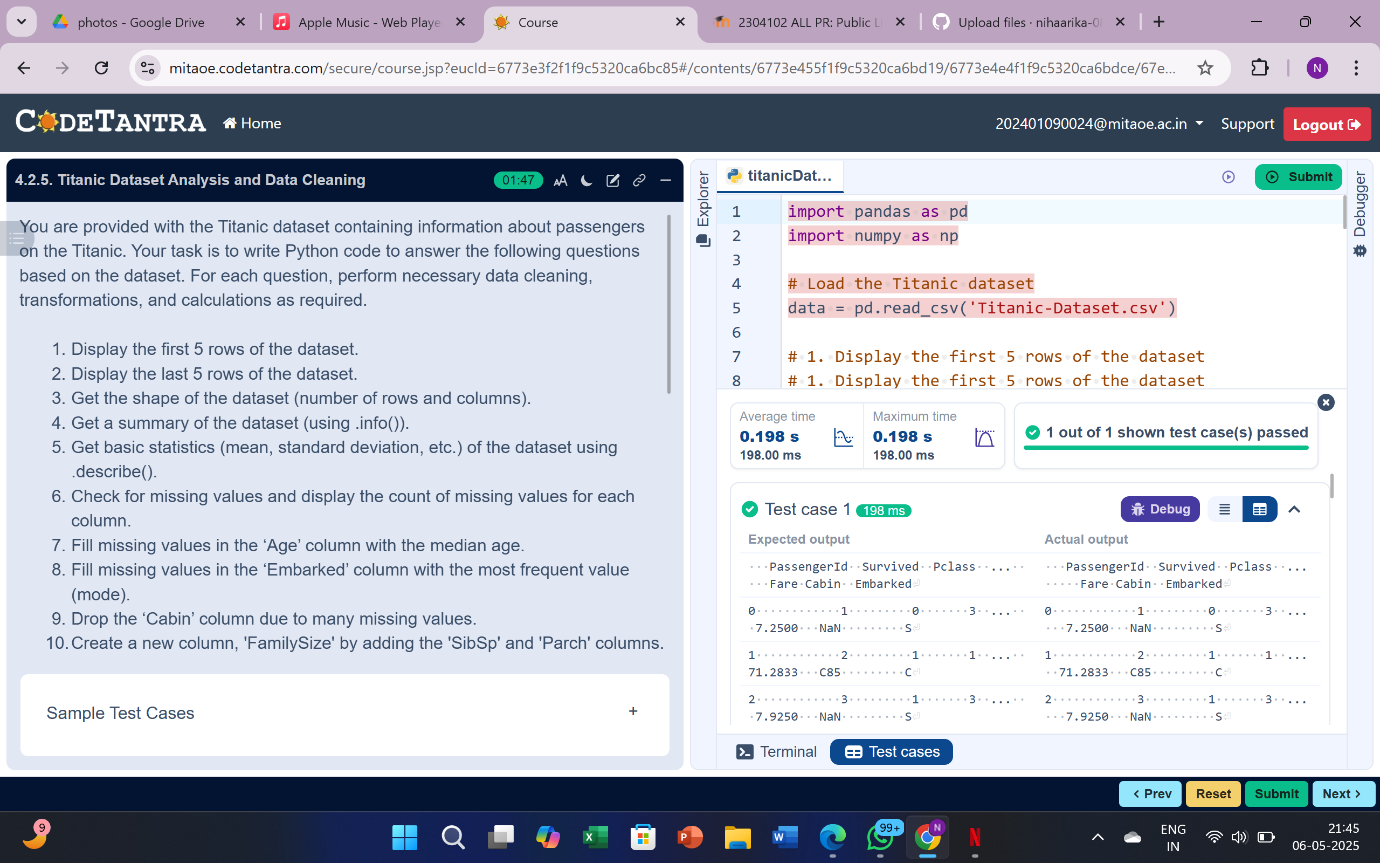 photos - Google Drive
Apple Music - Web Playe
Course
2304102 ALL PR: Public L
Upload files · nihaarika-0
mitaoe.codetantra.com/secure/course.jsp?eucId=6773e3f2f1f9c5320ca6bc85#/contents/6773e455f1f9c5320ca6bd19/6773e4e4f1f9c5320ca6bdce/67e...
N
CODETANTRA
Home
202401090024@mitaoe.ac.in
Support
Logout
4.2.5. Titanic Dataset Analysis and Data Cleaning
01:47
AA
You are provided with the Titanic dataset containing information about passengers
on the Titanic. Your task is to write Python code to answer the following questions
based on the dataset. For each question, perform necessary data cleaning,
transformations, and calculations as required.
1. Display the first 5 rows of the dataset.
2. Display the last 5 rows of the dataset.
3. Get the shape of the dataset (number of rows and columns).
4. Get a summary of the dataset (using .info()).
5. Get basic statistics (mean, standard deviation, etc.) of the dataset using
.describe().
6. Check for missing values and display the count of missing values for each
column.
7. Fill missing values in the ‘Age’ column with the median age.
8. Fill missing values in the ‘Embarked’ column with the most frequent value
(mode).
9. Drop the ‘Cabin’ column due to many missing values.
10. Create a new column, 'FamilySize' by adding the 'SibSp' and 'Parch' columns.
Sample Test Cases
+
Explorer
titanicDat...
Submit
Debugger
1 import pandas as pd
2 import numpy as np
3
4 # Load the Titanic dataset
5 data = pd.read_csv('Titanic-Dataset.csv')
6
7 # 1. Display the first 5 rows of the dataset
8 # 1. Display the first 5 rows of the dataset
Average time
0.198 s
198.00 ms
Maximum time
0.198 s
198.00 ms
1 out of 1 shown test case(s) passed
Test case 1 198 ms
Debug
Expected output
Actual output
···PassengerId··Survived··Pclass··...·· ···PassengerId··Survived··Pclass··...
····Fare·Cabin··Embarked ·····Fare·Cabin··Embarked
0············1·········0·······3·...· 0············1·········0·······3·...
·7.2500···NaN·········S ···7.2500···NaN·········S
1············2·········1·······1·...· 1············2·········1·······1·...
71.2833···C85·········C ··71.2833···C85·········C
2············3·········1·······3·...· 2············3·········1·······3·...
·7.9250···NaN·········S ···7.9250···NaN·········S
Terminal
Test cases
Prev
Reset
Submit
Next
9
99+
N
ENG
IN
21:45
06-05-2025